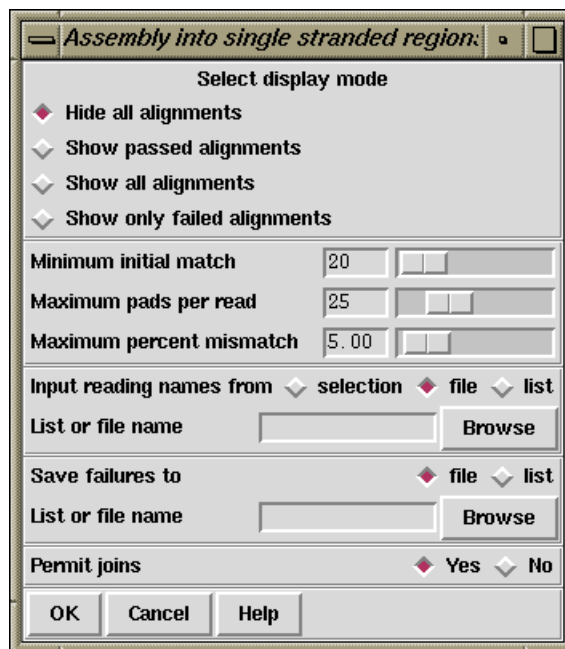 Assembly into single stranded region:
Select display mode
Hide all alignments
Show passed alignments
Show all alignments
Show only failed alignments
Minimum initial match 20
Maximum pads per read 25
Maximum percent mismatch 5.00
Input reading names from selection file list
List or file name Browse
Save failures to file list
List or file name Browse
Permit joins Yes No
OK Cancel Help